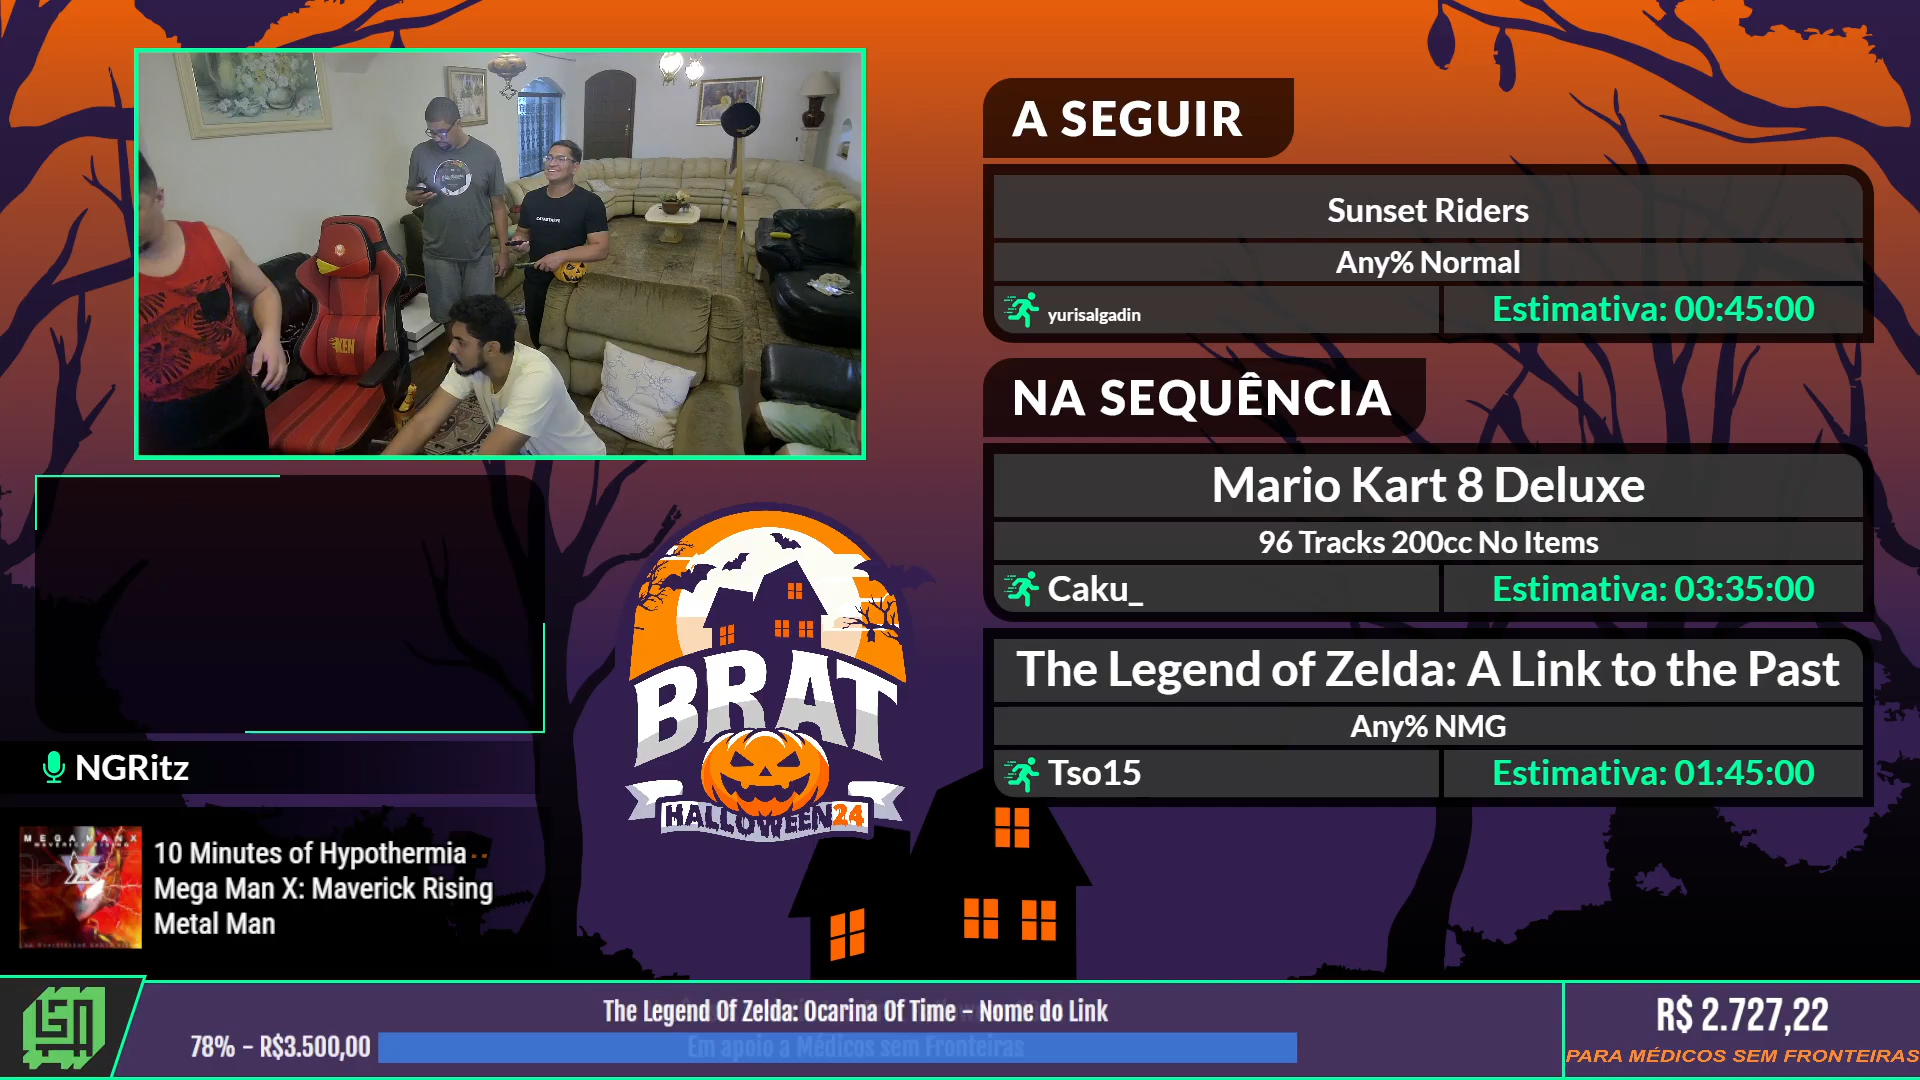 A SEGUIR
Sunset Riders
Any% Normal
yurisalgadin
Estimativa: 00:45:00
NA SEQUÊNCIA
Mario Kart 8 Deluxe
96 Tracks 200cc No Items
Caku_
Estimativa: 03:35:00
The Legend of Zelda: A Link to the Past
Any% NMG
Tso15
Estimativa: 01:45:00
KEN
BRAT
HALLOWEEN24
NGRitz
MEGAMAN X
MAVERICK RISING
10 Minutes of Hypothermia --
Mega Man X: Maverick Rising
Metal Man
The Legend Of Zelda: Ocarina Of Time - Nome do Link
78% - R$3.500,00
Em apoio a Médicos sem Fronteiras
R$ 2.727,22
PARA MÉDICOS SEM FRONTEIRAS